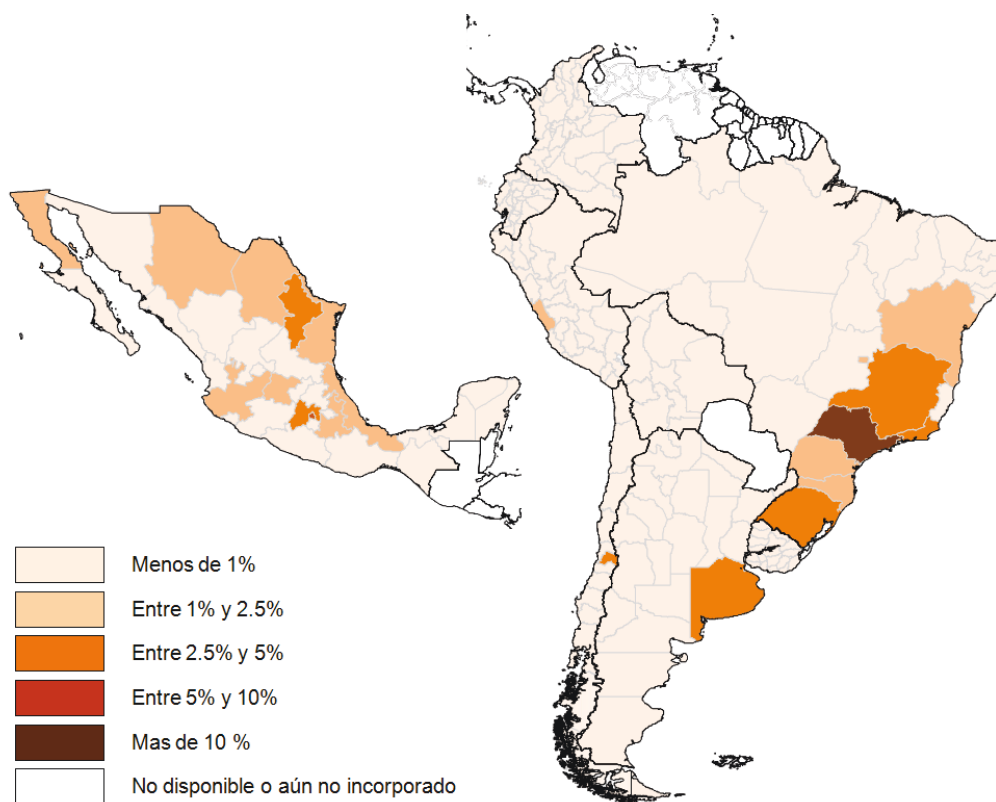 Menos de 1%
Entre 1% y 2.5%
Entre 2.5% y 5%
Entre 5% y 10%
Mas de 10 %
No disponible o aún no incorporado